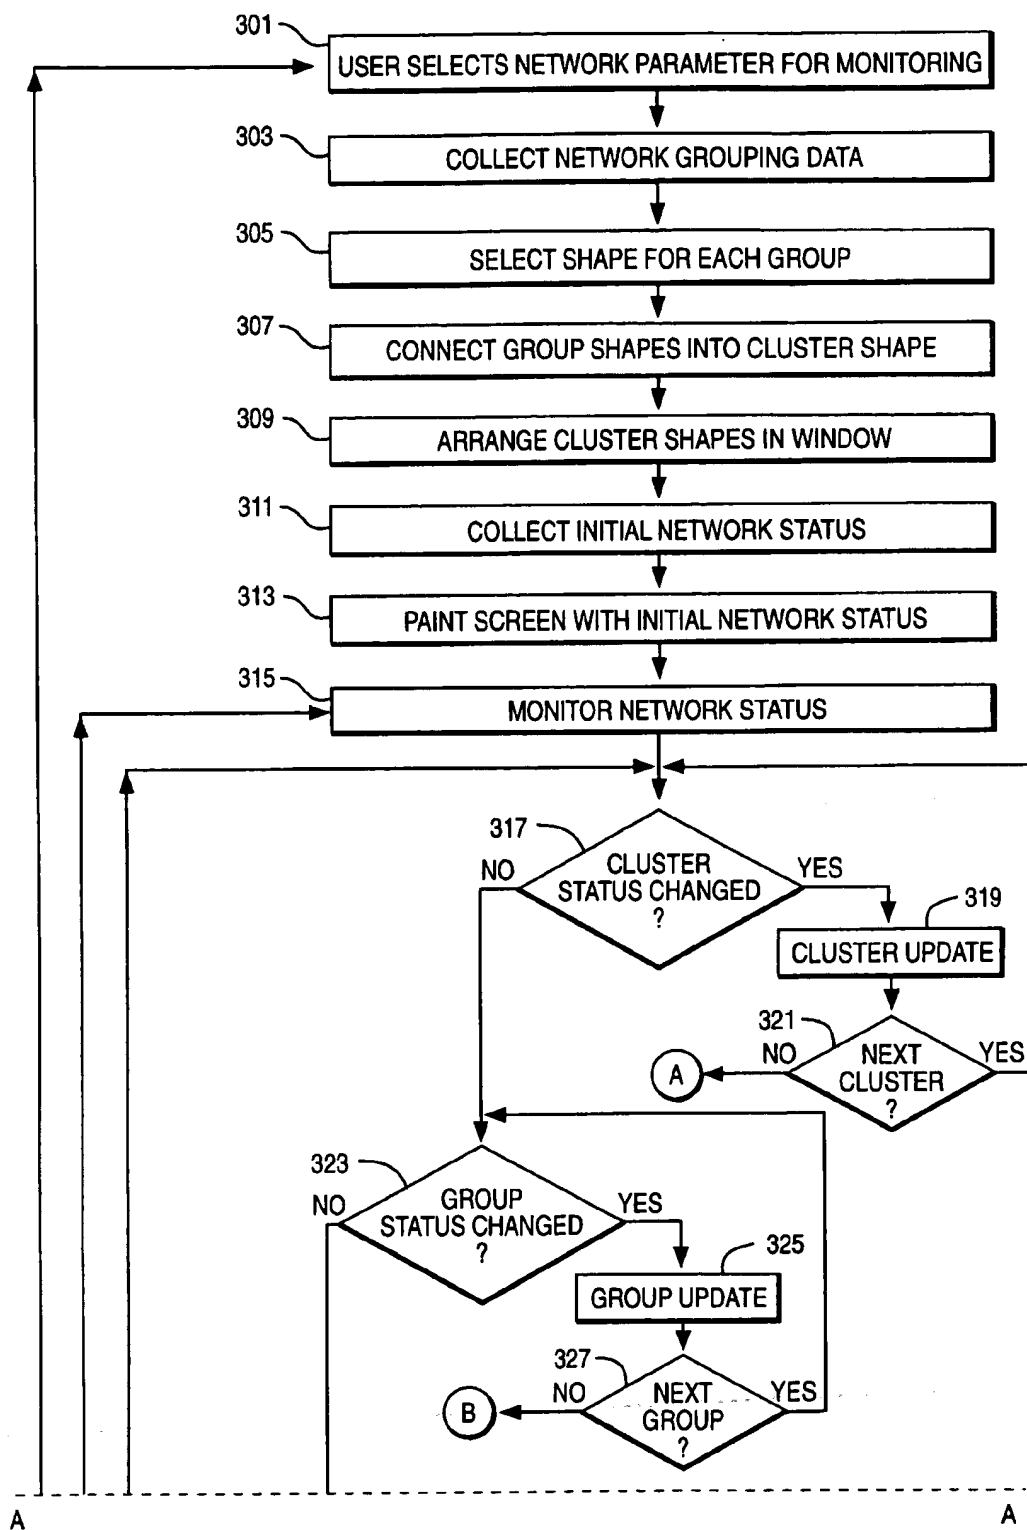 301
USER SELECTS NETWORK PARAMETER FOR MONITORING
303
COLLECT NETWORK GROUPING DATA
305
SELECT SHAPE FOR EACH GROUP
307
CONNECT GROUP SHAPES INTO CLUSTER SHAPE
309
ARRANGE CLUSTER SHAPES IN WINDOW
311
COLLECT INITIAL NETWORK STATUS
313
PAINT SCREEN WITH INITIAL NETWORK STATUS
315
MONITOR NETWORK STATUS
317
NO
CLUSTER
STATUS CHANGED
?
YES
319
CLUSTER UPDATE
321
NO
NEXT
CLUSTER
?
YES
A
323
NO
GROUP
STATUS CHANGED
?
YES
325
GROUP UPDATE
327
NO
NEXT
GROUP
?
YES
B
A
A